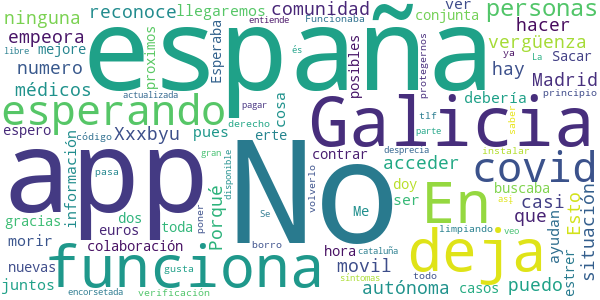 ninguna
reconoce
llegaremos
comunidad
ver
conjunta
personas
empeora
españa
entiende
Funcionaba
La
ya
Sacar
hacer
libre
mejore
proximos
Esperaba
protegernos
vergüenza
numero
actualizada
pagar
posibles
hay
Madrid
médicos
esperando
cosa
Galicia
debería
principio
espero
Xxxbyu
derecho
erte
código
pues
tlf
saber
parte
app
No
contrar
acceder
desprecia
instalar
covid
información
pasa
gran
Porqué
disponible
volverlo
Me
doy
buscaba
casi
que
asi
gracias
dos
poner
Se
ser
En
Esto
situación
morir
euros
toda
colaboración
borro
hora
limpiando
veo
ayudan
nuevas
funciona
movil
deja
juntos
gusta
cataluña
todo
autónoma
casos
puedo
estrer
encorsetada
verificación
és
síntomas